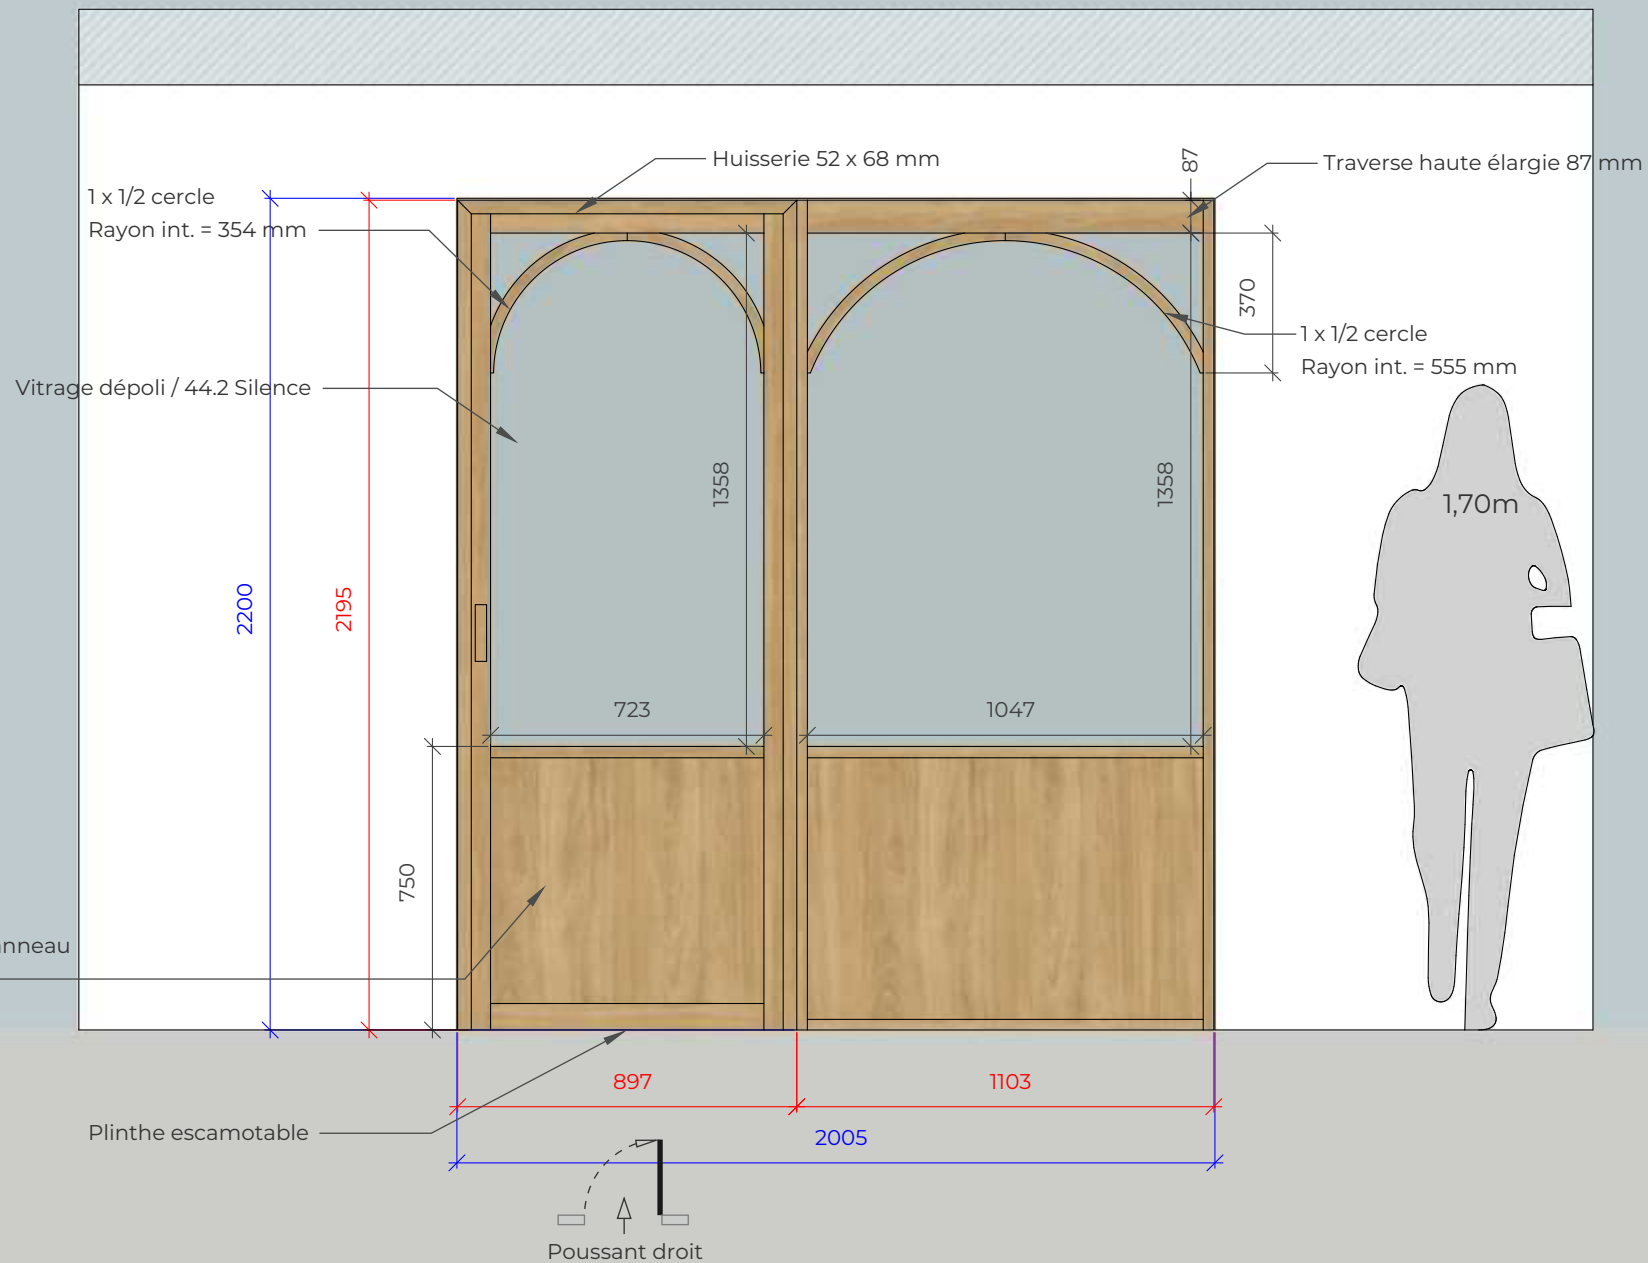 Huisserie 52 x 68 mm
87
Traverse haute élargie 87 mm
1 x 1/2 cercle
Rayon int. = 354 mm
370
1 x 1/2 cercle
Rayon int. = 555 mm
Vitrage dépoli / 44.2 Silence
1358
1358
1,70m
2200
2195
723
1047
750
nneau
897
1103
Plinthe escamotable
2005
Poussant droit